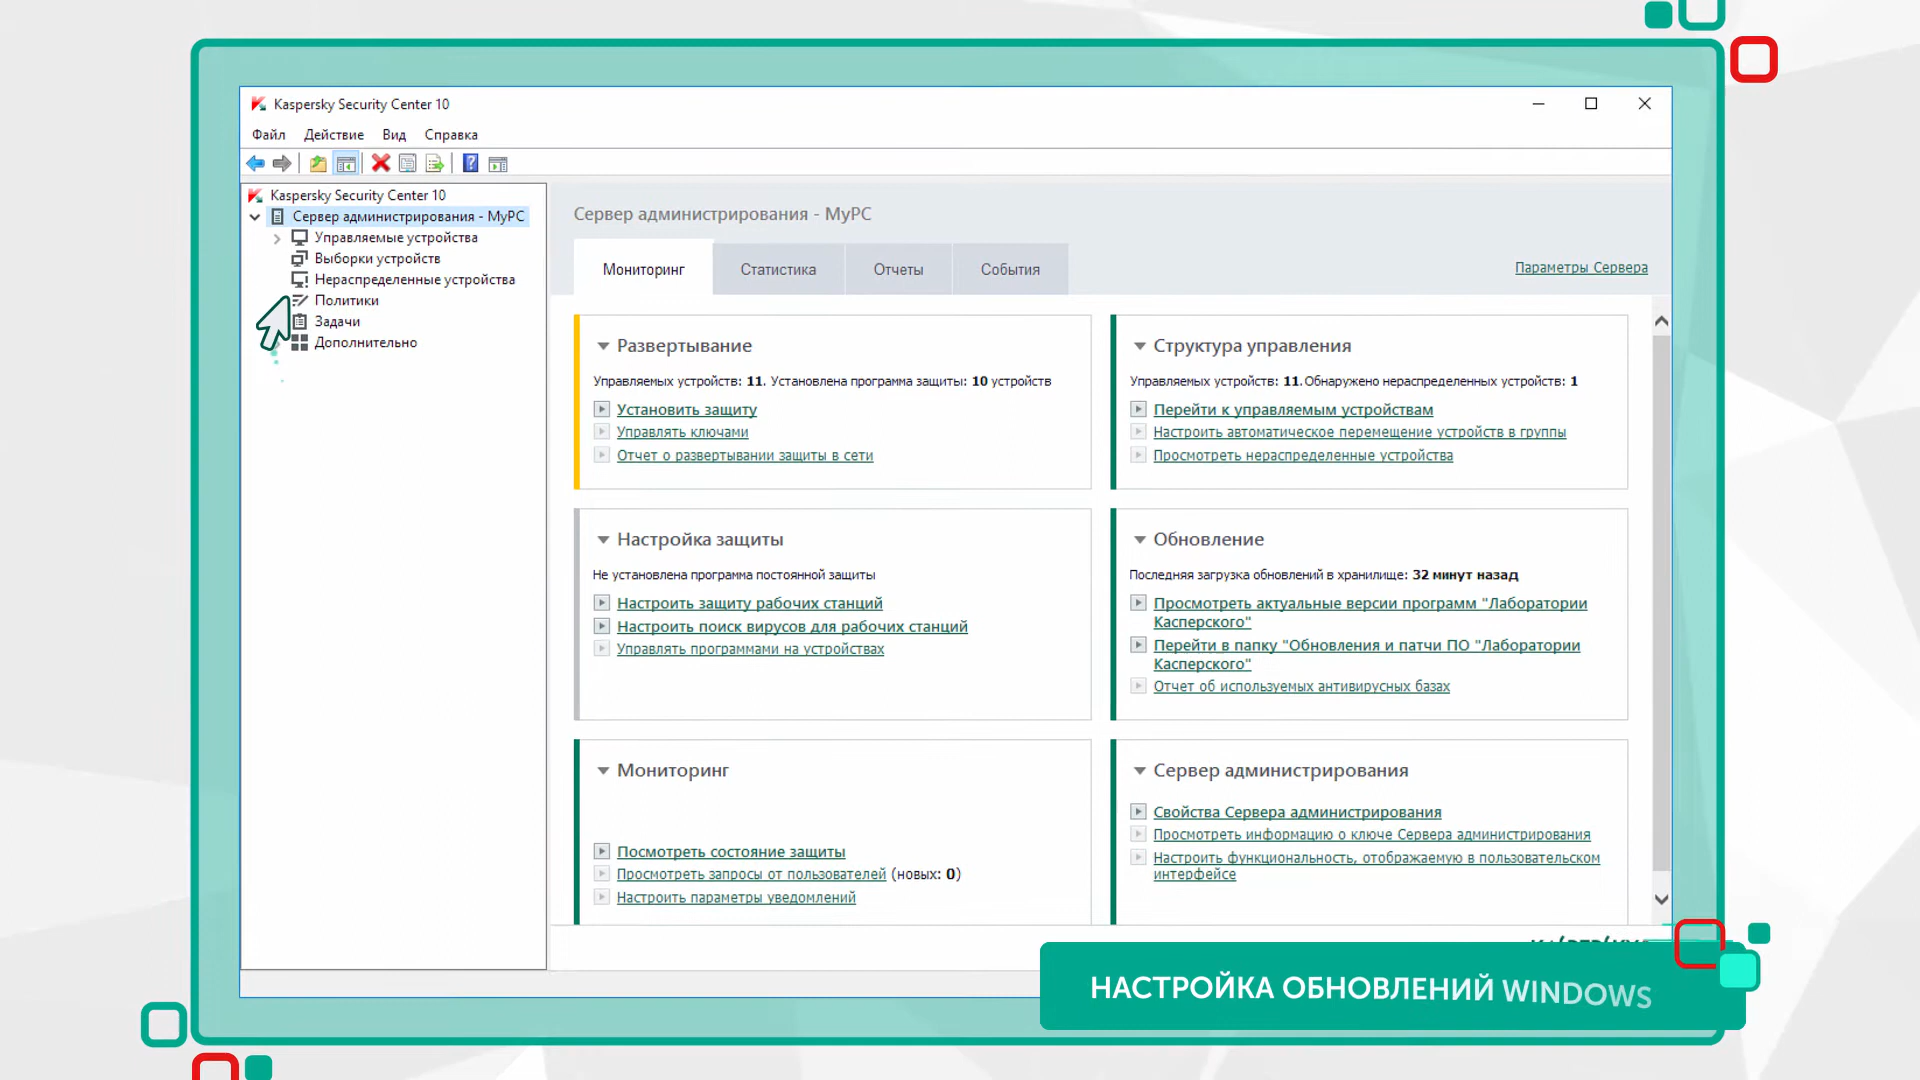 Kaspersky Security Center 10
Файл Действие Вид Справка
Kaspersky Security Center 10
Сервер администрирования - MyPC
Управляемые устройства
Выборки устройств
Нераспределенные устройства
Политики
Задачи
Дополнительно
Сервер администрирования - MyPC
Мониторинг Статистика Отчеты События
Параметры Сервера
Развертывание
Управляемых устройств: 11. Установлена программа защиты: 10 устройств
Установить защиту
Управлять ключами
Отчет о развертывании защиты в сети
Структура управления
Управляемых устройств: 11. Обнаружено нераспределенных устройств: 1
Перейти к управляемым устройствам
Настроить автоматическое перемещение устройств в группы
Просмотреть нераспределенные устройства
Настройка защиты
Не установлена программа постоянной защиты
Настроить защиту рабочих станций
Настроить поиск вирусов для рабочих станций
Управлять программами на устройствах
Обновление
Последняя загрузка обновлений в хранилище: 32 минут назад
Просмотреть актуальные версии программ "Лаборатории
Касперского"
Перейти в папку "Обновления и патчи ПО "Лаборатории
Касперского"
Отчет об используемых антивирусных базах
Мониторинг
Посмотреть состояние защиты
Просмотреть запросы от пользователей (новых: 0)
Настроить параметры уведомлений
Сервер администрирования
Свойства Сервера администрирования
Просмотреть информацию о ключе Сервера администрирования
Настроить функциональность, отображаемую в пользовательском
интерфейсе
НАСТРОЙКА ОБНОВЛЕНИЙ WINDOWS